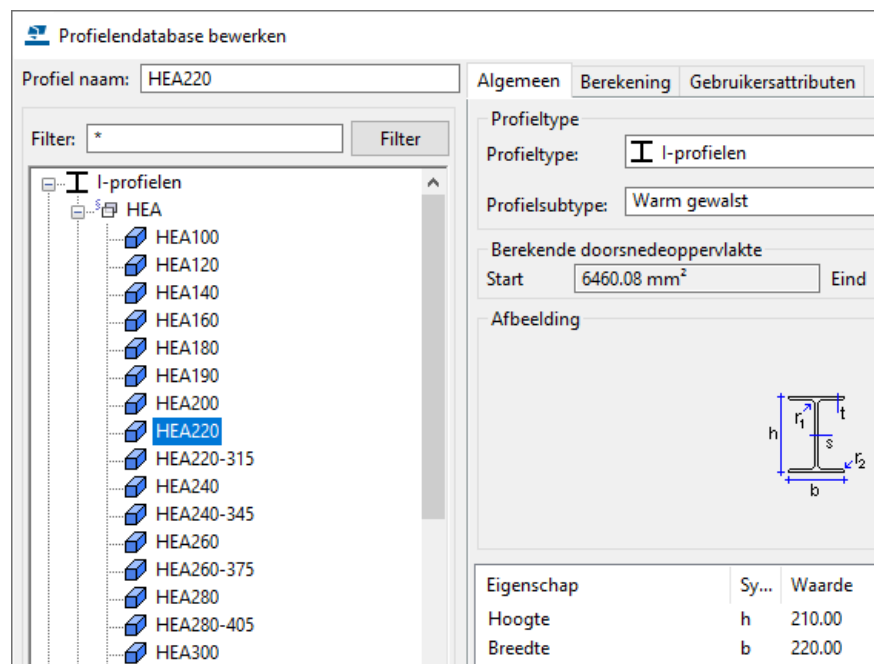 Profielendatabase bewerken
Profiel naam: HEA220
Filter: * Filter
I-profielen
HEA
HEA100
HEA120
HEA140
HEA160
HEA180
HEA190
HEA200
HEA220
HEA220-315
HEA240
HEA240-345
HEA260
HEA260-375
HEA280
HEA280-405
HEA300
Algemeen Berekening Gebruikersattributen
Profieltype
Profieltype: I-profielen
Profielsubtype: Warm gewalst
Berekende doorsnedeoppervlakte
Start 6460.08 mm² Eind
Afbeelding
r1 t
h s
r2
b
Eigenschap Sy... Waarde
Hoogte h 210.00
Breedte b 220.00